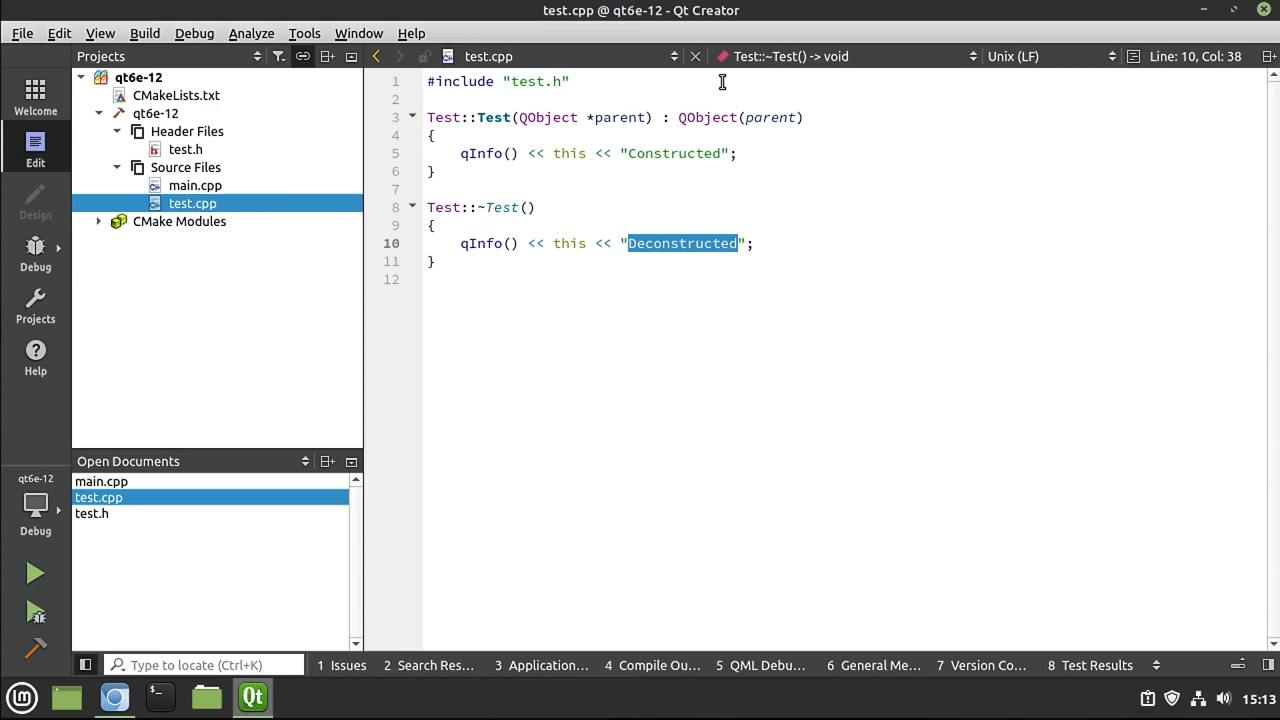 test.cpp @ qt6e-12 - Qt Creator
File Edit View Build Debug Analyze Tools Window Help
Projects
test.cpp
Test::~Test() -> void
Unix (LF)
Line: 10, Col: 38
Welcome
Edit
Design
Debug
Projects
Help
qt6e-12
Debug
qt6e-12
CMakeLists.txt
qt6e-12
Header Files
test.h
Source Files
main.cpp
test.cpp
CMake Modules
Open Documents
main.cpp
test.cpp
test.h
1 #include "test.h"
2
3 Test::Test(QObject *parent) : QObject(parent)
4 {
5 qInfo() << this << "Constructed";
6 }
7
8 Test::~Test()
9 {
10 qInfo() << this << "Deconstructed";
11 }
12
Type to locate (Ctrl+K)
1 Issues 2 Search Res... 3 Application... 4 Compile Ou... 5 QML Debu... 6 General Me... 7 Version Co... 8 Test Results
Qt
15:13